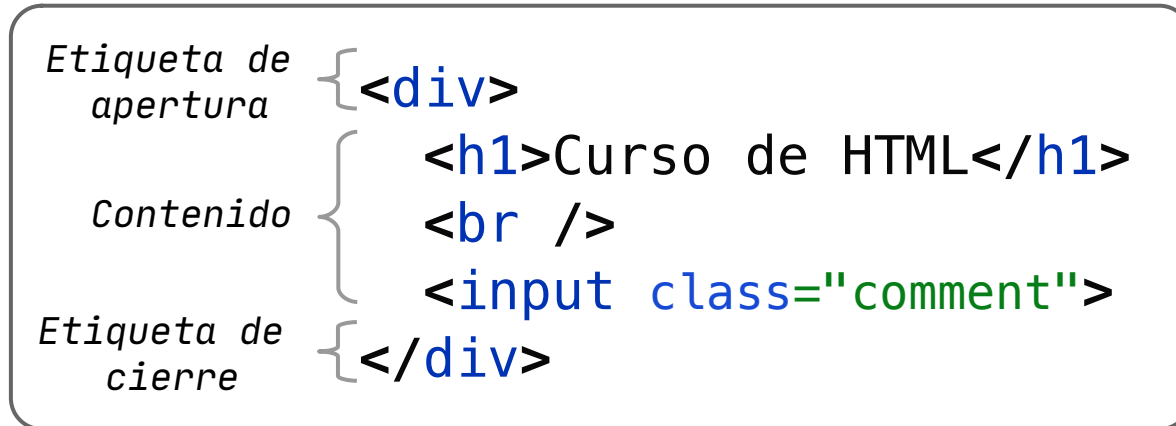 Etiqueta de
apertura
<div>
<h1>Curso de HTML</h1>
Contenido
<br />
<input class="comment">
Etiqueta de
cierre
</div>